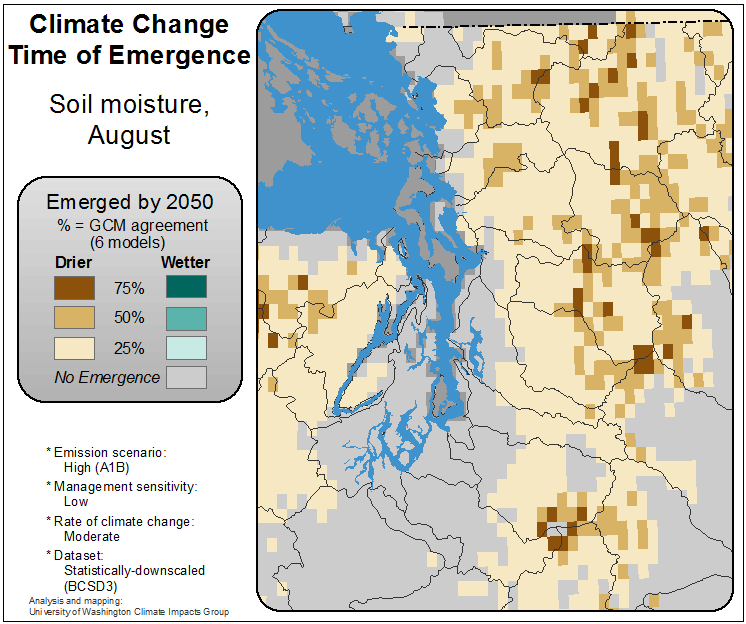 Climate Change
Time of Emergence
Soil moisture,
August
Emerged by 2050
% = GCM agreement
(6 models)
Drier Wetter
75%
50%
25%
No Emergence
* Emission scenario:
High (A1B)
* Management sensitivity:
Low
* Rate of climate change:
Moderate
* Dataset:
Statistically-downscaled
(BCSD3)
Analysis and mapping:
University of Washington Climate Impacts Group